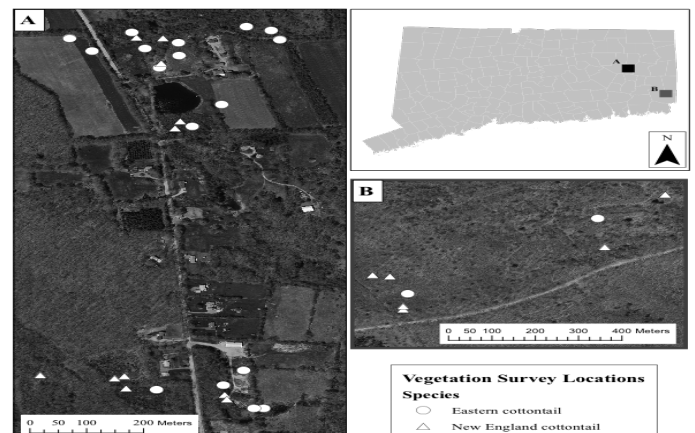 A
0 50 100 200 Meters
A
B
N
B
0 50 100 200 300 400 Meters
Vegetation Survey Locations
Species
Eastern cottontail
New England cottontail